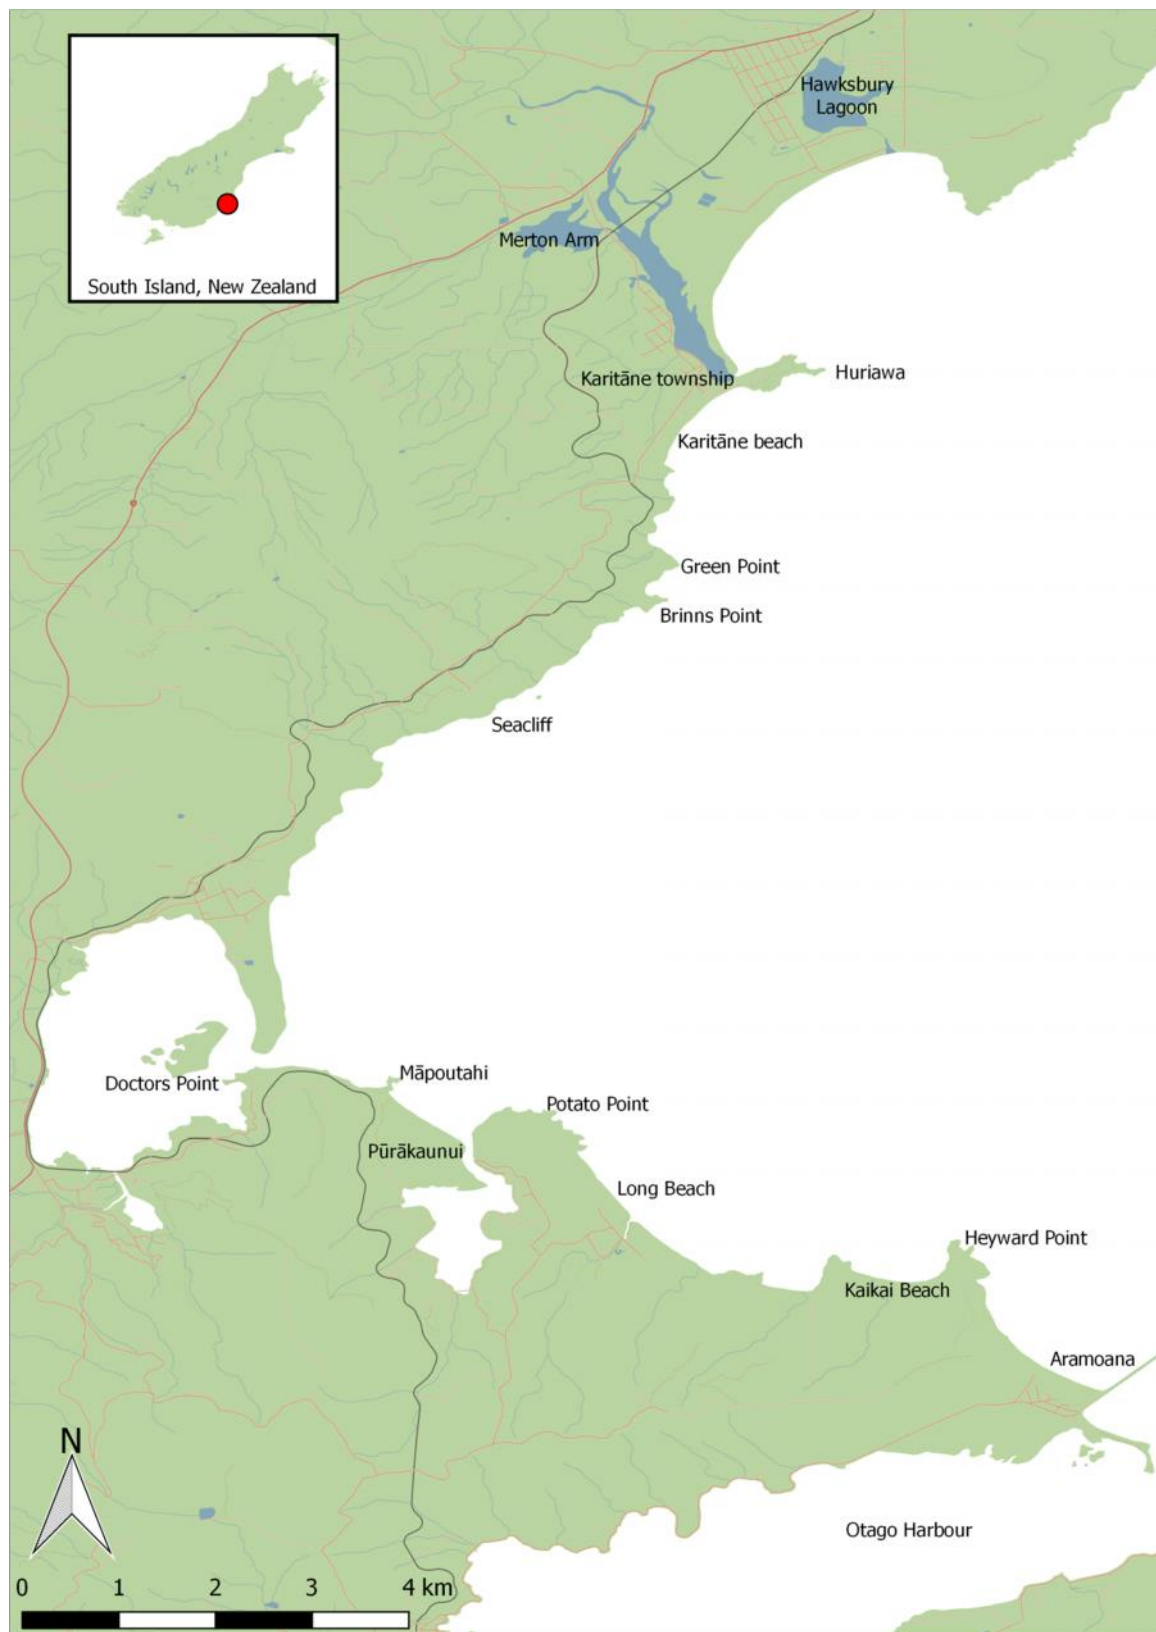 Hawksbury
Lagoon
Merton Arm
South Island, New Zealand
Huriawa
Karitāne township
Karitāne beach
Green Point
Brinns Point
Seacliff
Māpoutahi
Doctors Point
Potato Point
Pūrākaunui
Long Beach
Heyward Point
Kaikai Beach
Aramoana
N
Otago Harbour
0 1 2 3 4 km